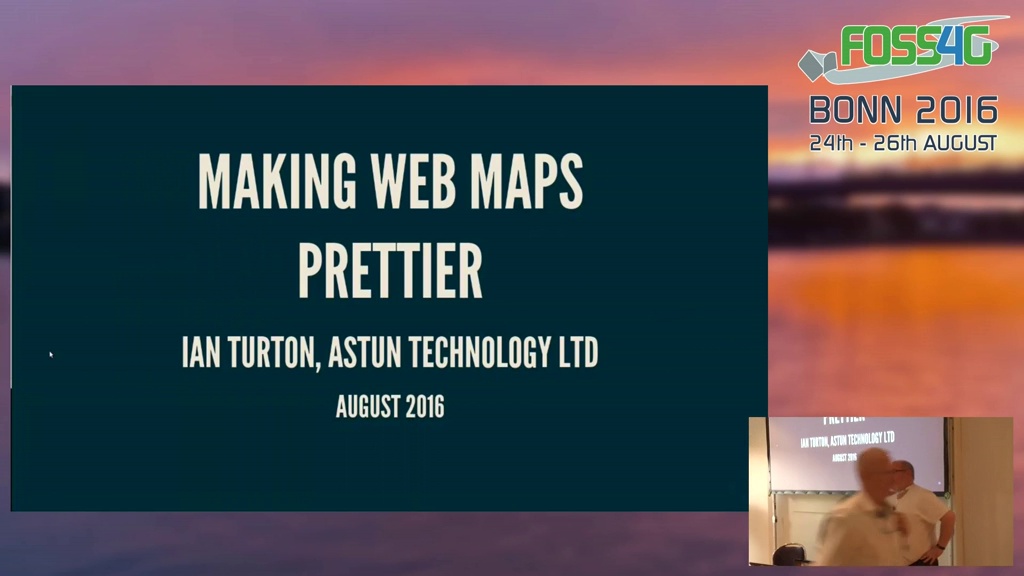 FOSS4G
BONN 2016
24th - 26th AUGUST
MAKING WEB MAPS
PRETTIER
IAN TURTON, ASTUN TECHNOLOGY LTD
AUGUST 2016
PRETTIER
IAN TURTON, ASTUN TECHNOLOGY LTD
AUGUST 2016